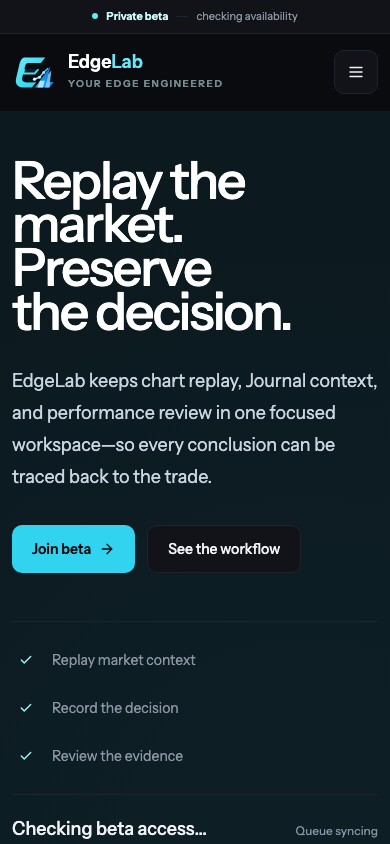 Private beta — checking availability
EdgeLab
YOUR EDGE ENGINEERED
Replay the
market.
Preserve
the decision.
EdgeLab keeps chart replay, Journal context,
and performance review in one focused
workspace—so every conclusion can be
traced back to the trade.
Join beta →
See the workflow
Replay market context
Record the decision
Review the evidence
Checking beta access...
Queue syncing